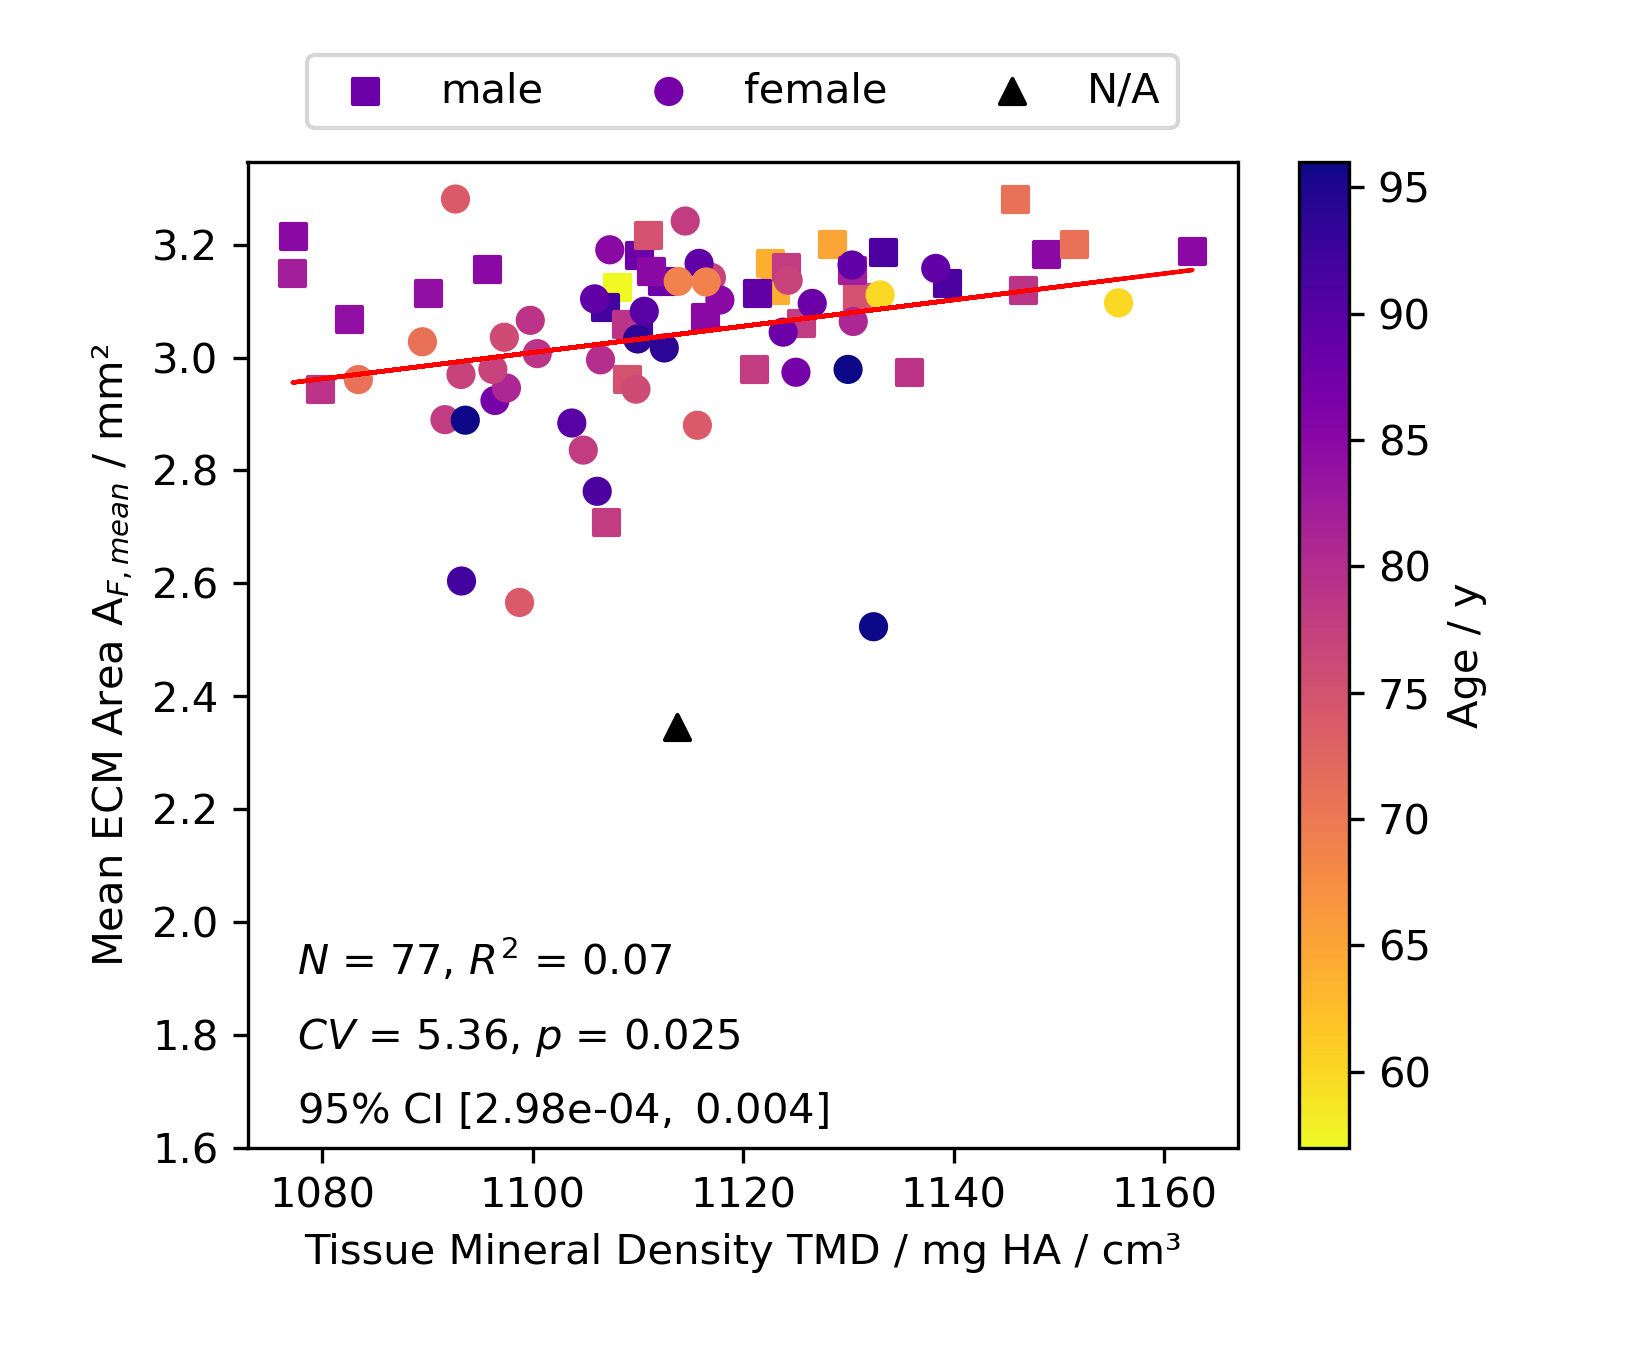 male female N/A
3.2
3.0
2.8
2.6
2.4
2.2
2.0
1.8
1.6
Mean ECM Area A_{F, mean} / mm²
N = 77, R² = 0.07
CV = 5.36, p = 0.025
95% CI [2.98e-04, 0.004]
1080 1100 1120 1140 1160
Tissue Mineral Density TMD / mg HA / cm³
95
90
85
80
75
70
65
60
Age / y